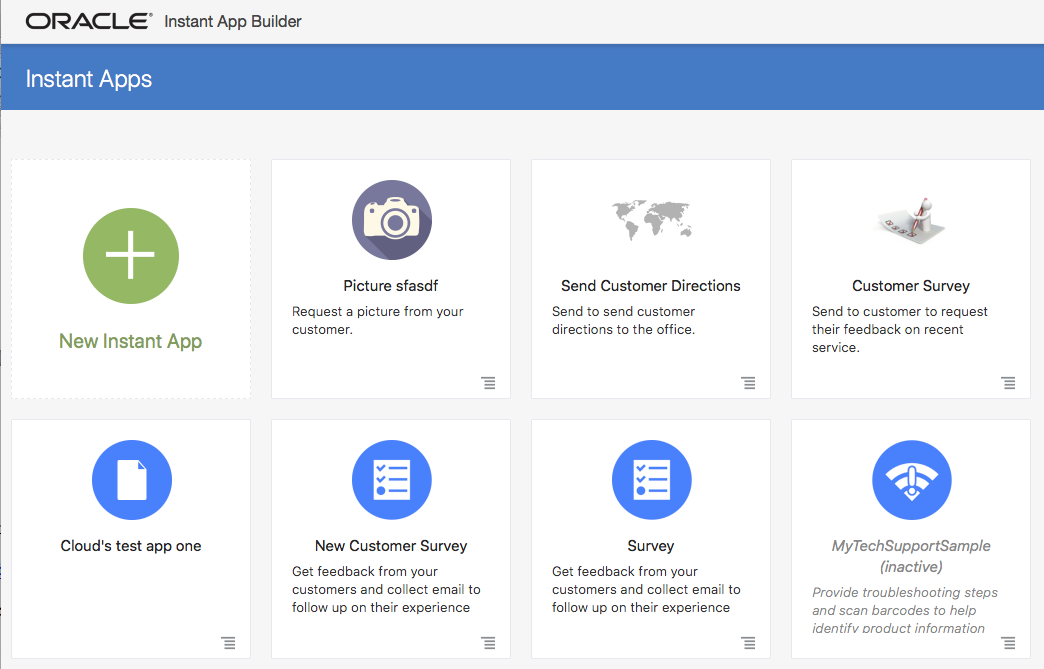 ORACLE® Instant App Builder
Instant Apps
New Instant App
Picture sfasdf
Request a picture from your
customer.
Send Customer Directions
Send to send customer
directions to the office.
Customer Survey
Send to customer to request
their feedback on recent
service.
Cloud's test app one
New Customer Survey
Get feedback from your
customers and collect email to
follow up on their experience
Survey
Get feedback from your
customers and collect email to
follow up on their experience
MyTechSupportSample
(inactive)
Provide troubleshooting steps
and scan barcodes to help
identify product information